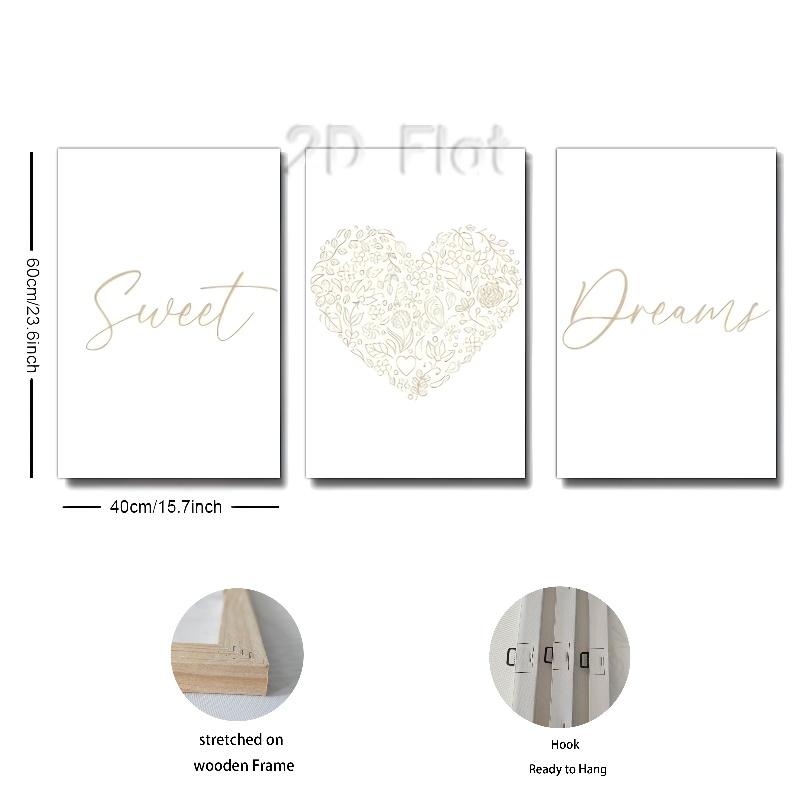 2D Flat
Sweet
Dreams
60cm/23.6inch
40cm/15.7inch
stretched on
wooden Frame
Hook
Ready to Hang